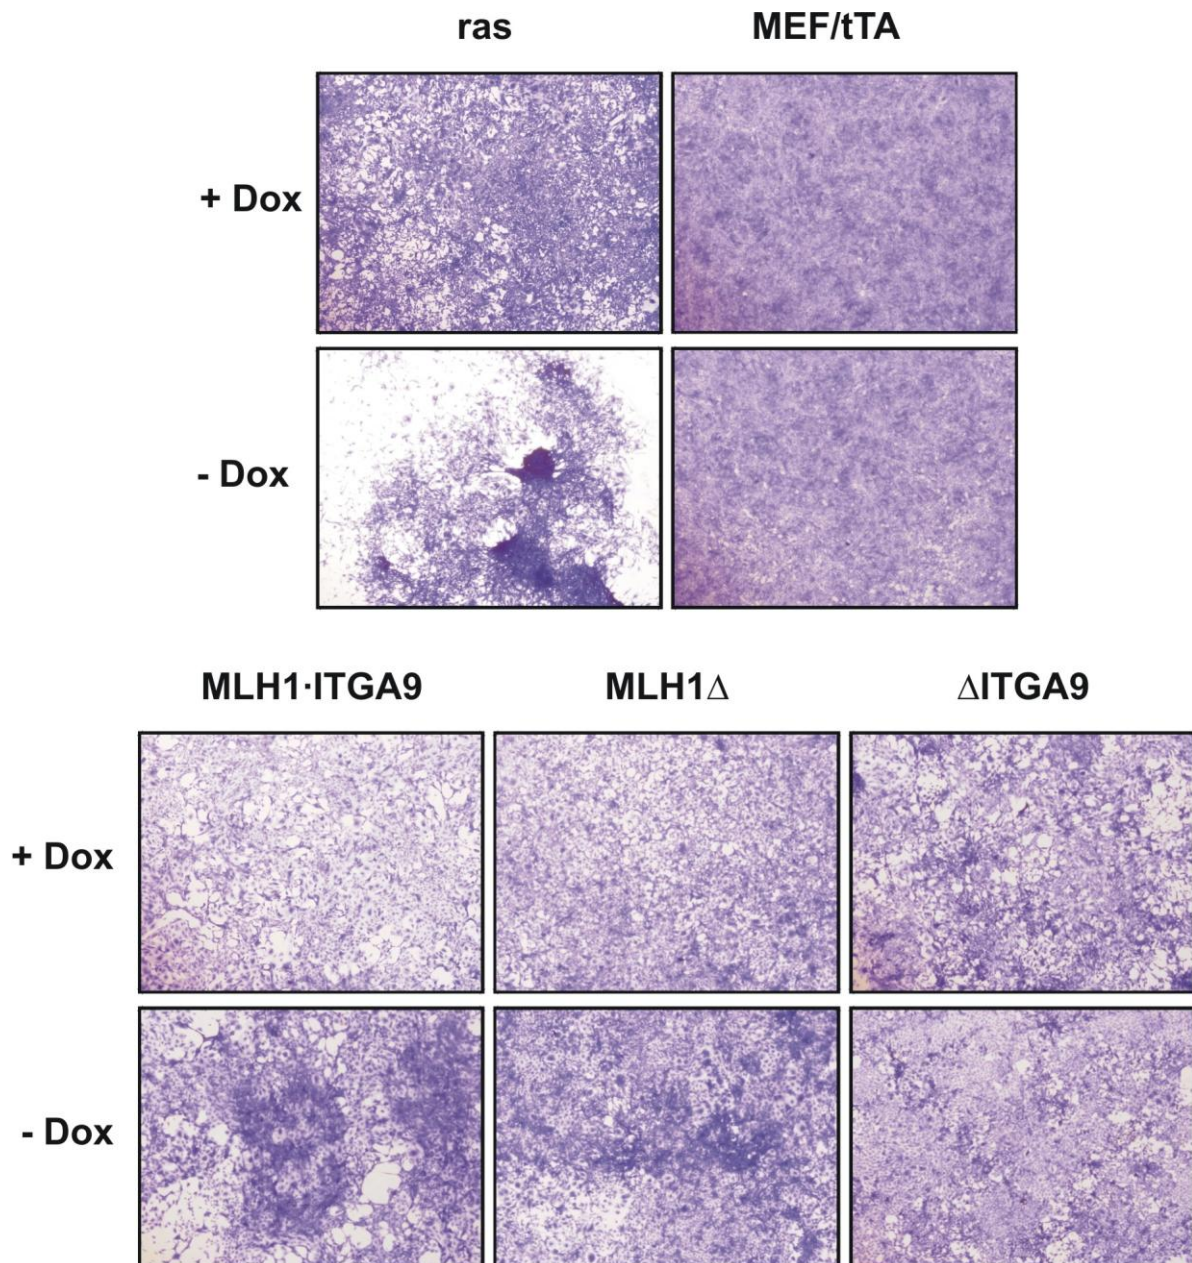 ras MEF/tTA
+ Dox
- Dox
MLH1·ITGA9 MLH1Δ ΔITGA9
+ Dox
- Dox